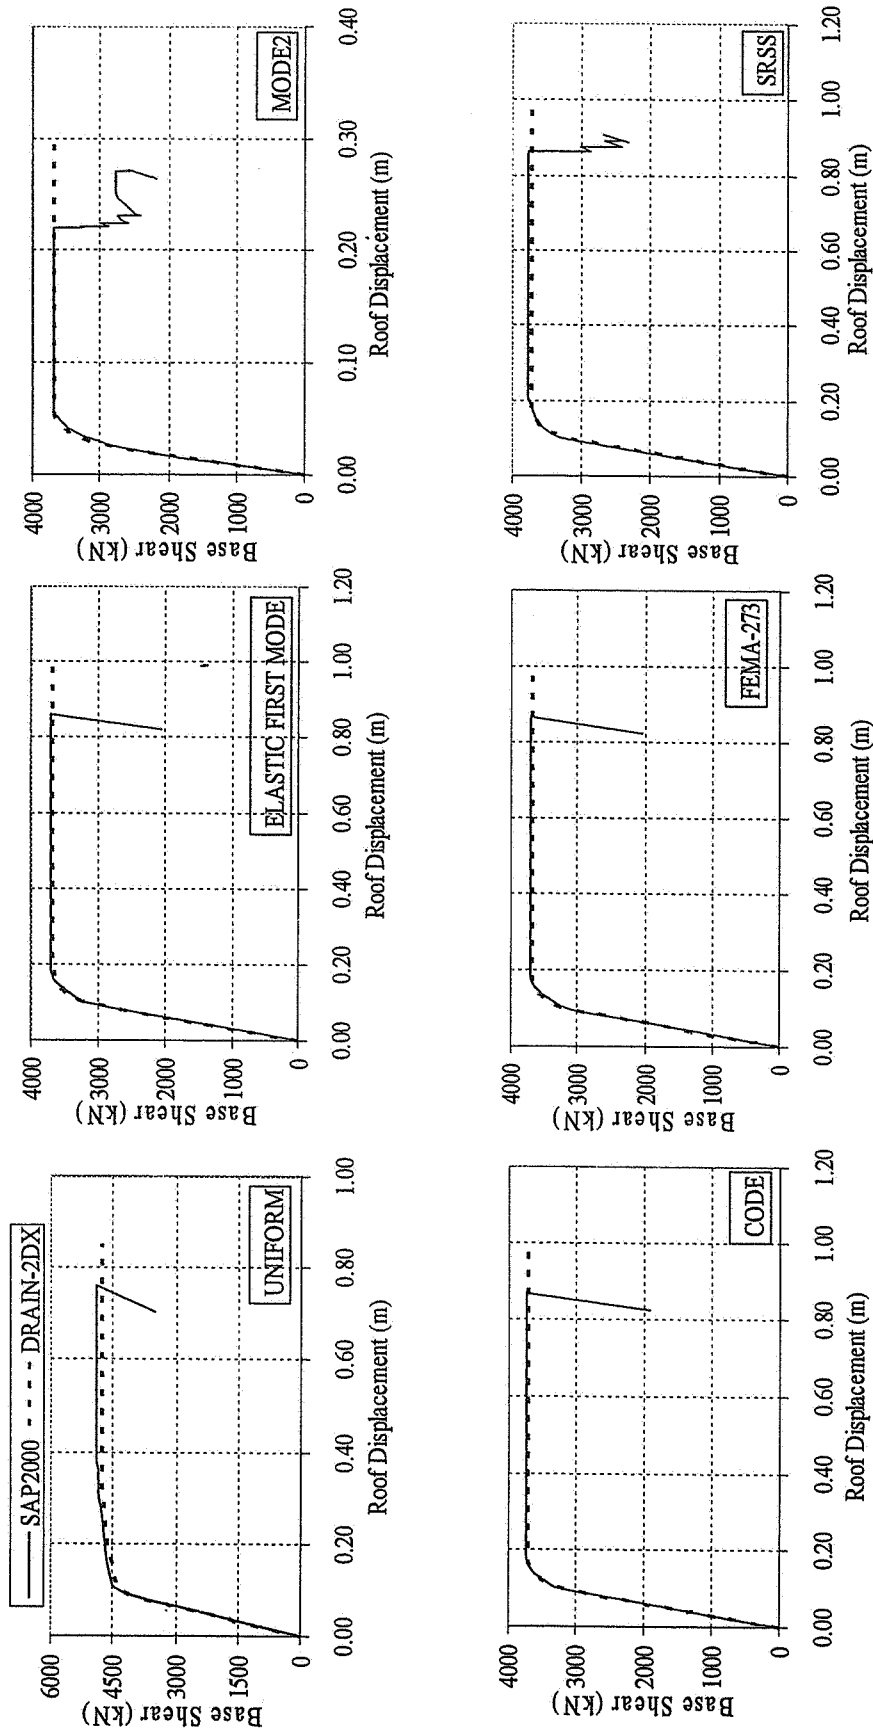 SAP2000 DRAIN-2DX
Base Shear (kN)
6000
4500
3000
1500
0
UNIFORM
0.00 0.20 0.40 0.60 0.80 1.00
Roof Displacement (m)
Base Shear (kN)
4000
3000
2000
1000
0
ELASTIC FIRST MODE
0.00 0.20 0.40 0.60 0.80 1.00 1.20
Roof Displacement (m)
Base Shear (kN)
4000
3000
2000
1000
0
MODE2
0.00 0.10 0.20 0.30 0.40
Roof Displacement (m)
Base Shear (kN)
4000
3000
2000
1000
0
CODE
0.00 0.20 0.40 0.60 0.80 1.00 1.20
Roof Displacement (m)
Base Shear (kN)
4000
3000
2000
1000
0
FEMA-273
0.00 0.20 0.40 0.60 0.80 1.00 1.20
Roof Displacement (m)
Base Shear (kN)
4000
3000
2000
1000
0
SRSS
0.00 0.20 0.40 0.60 0.80 1.00 1.20
Roof Displacement (m)